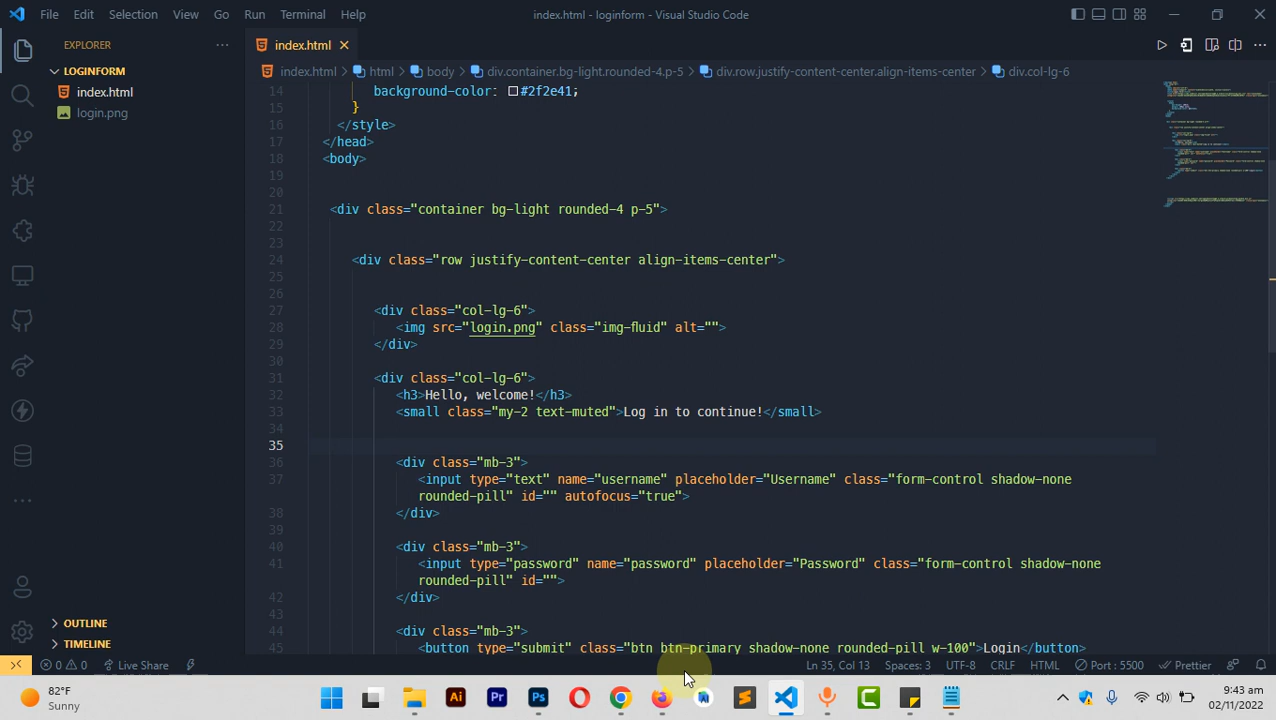 File Edit Selection View Go Run Terminal Help
index.html - loginform - Visual Studio Code
EXPLORER
LOGINFORM
index.html
login.png
OUTLINE
TIMELINE
index.html
index.html > html > body > div.container.bg-light.rounded-4.p-5 > div.row.justify-content-center.align-items-center > div.col-lg-6
14 background-color: #2f2e41;
15 }
16 </style>
17 </head>
18 <body>
19
20
21 <div class="container bg-light rounded-4 p-5">
22
23
24 <div class="row justify-content-center align-items-center">
25
26
27 <div class="col-lg-6">
28 <img src="login.png" class="img-fluid" alt="">
29 </div>
30
31 <div class="col-lg-6">
32 <h3>Hello, welcome!</h3>
33 <small class="my-2 text-muted">Log in to continue!</small>
34
35
36 <div class="mb-3">
37 <input type="text" name="username" placeholder="Username" class="form-control shadow-none
rounded-pill" id="" autofocus="true">
38 </div>
39
40 <div class="mb-3">
41 <input type="password" name="password" placeholder="Password" class="form-control shadow-none
rounded-pill" id="">
42 </div>
43
44 <div class="mb-3">
45 <button type="submit" class="btn btn-primary shadow-none rounded-pill w-100">Login</button>
0 0 Live Share
Ln 35, Col 13 Spaces: 3 UTF-8 CRLF HTML Port : 5500 Prettier
82°F
Sunny
Ai Pr Ps
9:43 am
02/11/2022